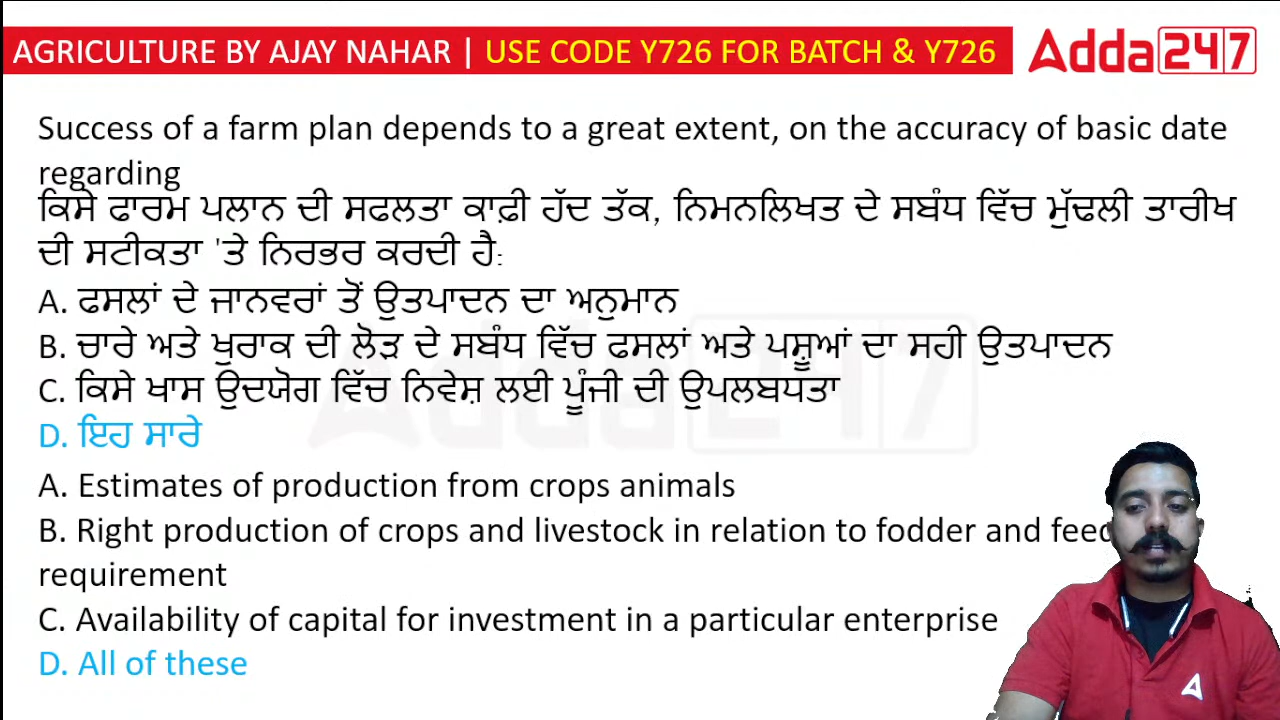 AGRICULTURE BY AJAY NAHAR | USE CODE Y726 FOR BATCH & Y726
Adda247
Success of a farm plan depends to a great extent, on the accuracy of basic date
regarding
ਕਿਸੇ ਫਾਰਮ ਪਲਾਨ ਦੀ ਸਫਲਤਾ ਕਾਫ਼ੀ ਹੱਦ ਤੱਕ, ਨਿਮਨਲਿਖਤ ਦੇ ਸਬੰਧ ਵਿੱਚ ਮੁੱਢਲੀ ਤਾਰੀਖ
ਦੀ ਸਟੀਕਤਾ 'ਤੇ ਨਿਰਭਰ ਕਰਦੀ ਹੈ:
A. ਫਸਲਾਂ ਦੇ ਜਾਨਵਰਾਂ ਤੋਂ ਉਤਪਾਦਨ ਦਾ ਅਨੁਮਾਨ
B. ਚਾਰੇ ਅਤੇ ਖੁਰਾਕ ਦੀ ਲੋੜ ਦੇ ਸਬੰਧ ਵਿੱਚ ਫਸਲਾਂ ਅਤੇ ਪਸ਼ੂਆਂ ਦਾ ਸਹੀ ਉਤਪਾਦਨ
C. ਕਿਸੇ ਖਾਸ ਉਦਯੋਗ ਵਿੱਚ ਨਿਵੇਸ਼ ਲਈ ਪੂੰਜੀ ਦੀ ਉਪਲਬਧਤਾ
D. ਇਹ ਸਾਰੇ
A. Estimates of production from crops animals
B. Right production of crops and livestock in relation to fodder and feed
requirement
C. Availability of capital for investment in a particular enterprise
D. All of these